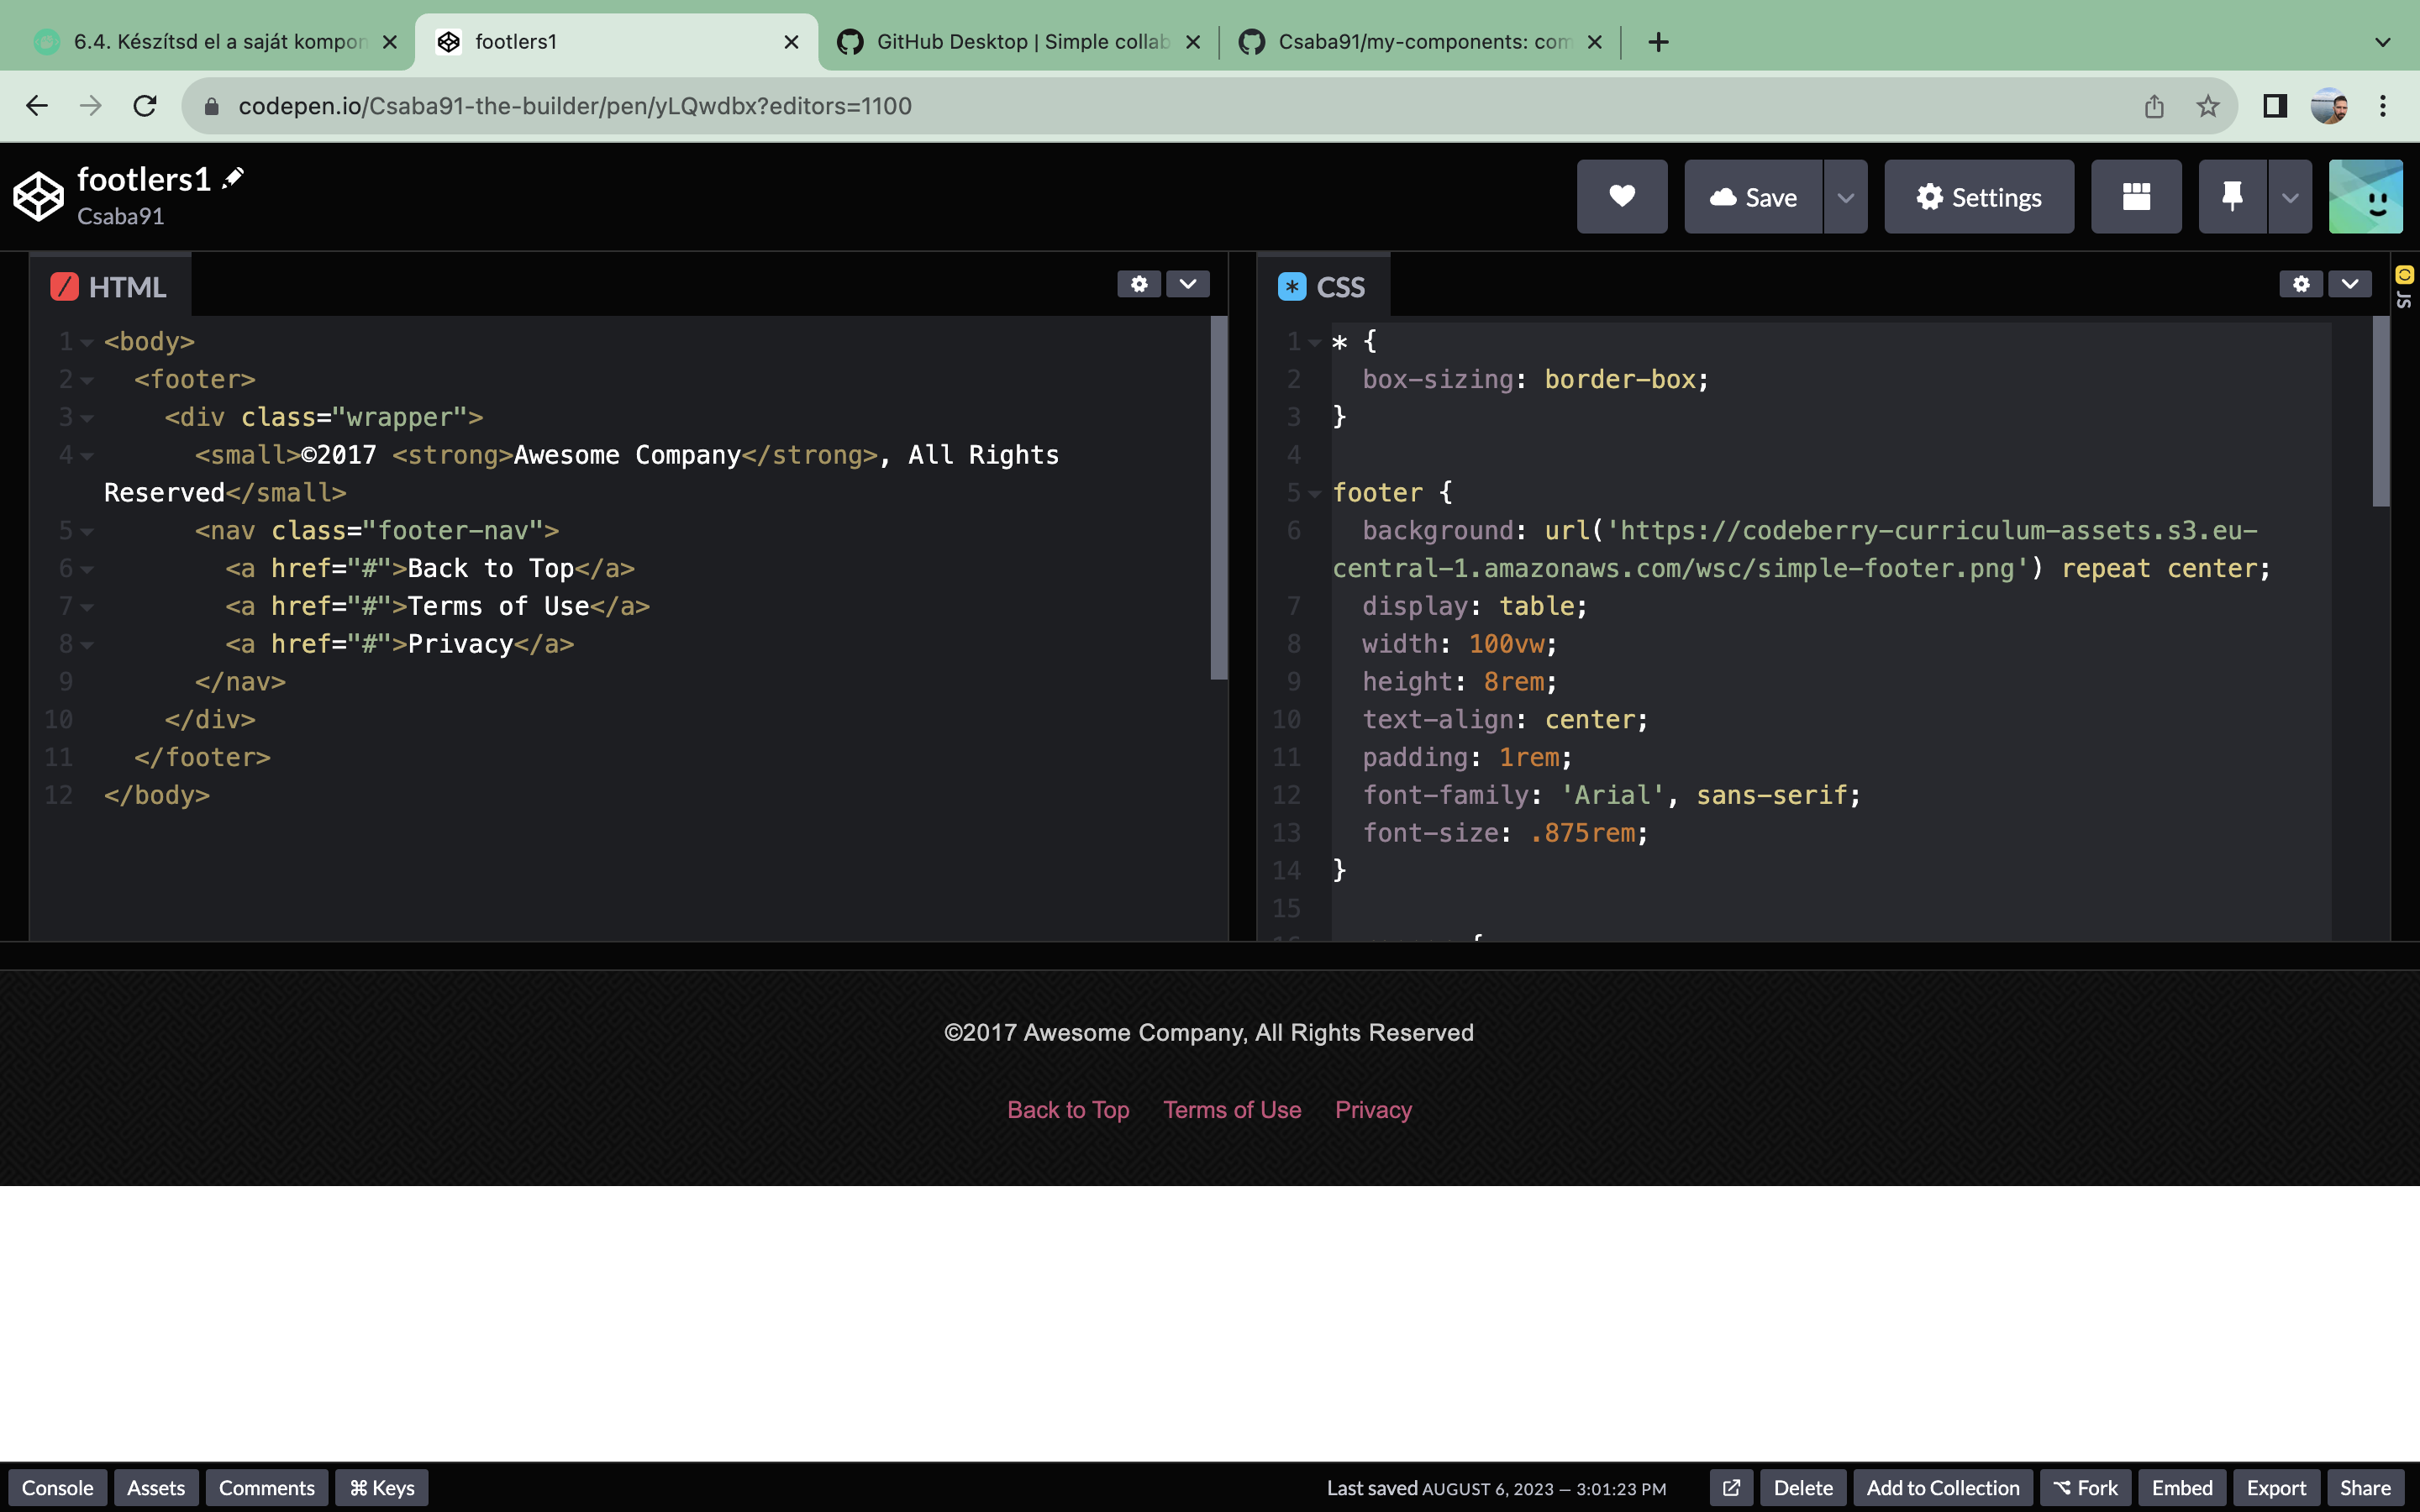 6.4. Készítsd el a saját kompon
footlers1
GitHub Desktop | Simple collab
Csaba91/my-components: com
codepen.io/Csaba91-the-builder/pen/yLQwdbx?editors=1100
footlers1
Csaba91
Save
Settings
HTML
1 <body>
2 <footer>
3 <div class="wrapper">
4 <small>©2017 <strong>Awesome Company</strong>, All Rights
Reserved</small>
5 <nav class="footer-nav">
6 <a href="#">Back to Top</a>
7 <a href="#">Terms of Use</a>
8 <a href="#">Privacy</a>
9 </nav>
10 </div>
11 </footer>
12 </body>
CSS
1 * {
2 box-sizing: border-box;
3 }
4
5 footer {
6 background: url('https://codeberry-curriculum-assets.s3.eu-
central-1.amazonaws.com/wsc/simple-footer.png') repeat center;
7 display: table;
8 width: 100vw;
9 height: 8rem;
10 text-align: center;
11 padding: 1rem;
12 font-family: 'Arial', sans-serif;
13 font-size: .875rem;
14 }
15
JS
©2017 Awesome Company, All Rights Reserved
Back to Top Terms of Use Privacy
Console Assets Comments ⌘ Keys
Last saved AUGUST 6, 2023 — 3:01:23 PM
Delete Add to Collection Fork Embed Export Share